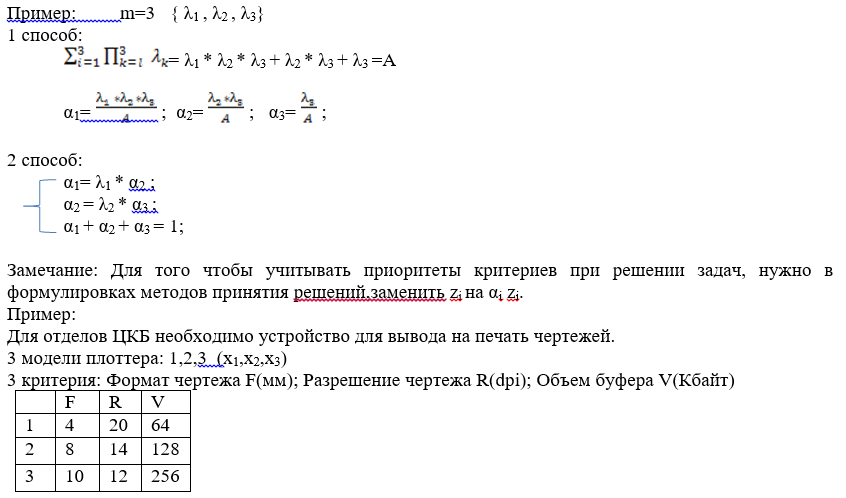 Пример: m=3 { λ₁ , λ₂ , λ₃}
1 способ:
∑³ᵢ₌₁ ∏³ₖ₌ₗ λₖ= λ₁ * λ₂ * λ₃ + λ₂ * λ₃ + λ₃ =A
α₁= λ₁ *λ₂ *λ₃ / A ; α₂= λ₂ *λ₃ / A ; α₃= λ₃ / A ;
2 способ:
α₁= λ₁ * α₂ ;
α₂ = λ₂ * α₃ ;
α₁ + α₂ + α₃ = 1;
Замечание: Для того чтобы учитывать приоритеты критериев при решении задач, нужно в
формулировках методов принятия решений,заменить zᵢ на αᵢ zᵢ.
Пример:
Для отделов ЦКБ необходимо устройство для вывода на печать чертежей.
3 модели плоттера: 1,2,3 (x₁,x₂,x₃)
3 критерия: Формат чертежа F(мм); Разрешение чертежа R(dpi); Объем буфера V(Кбайт)
F R V
1 4 20 64
2 8 14 128
3 10 12 256